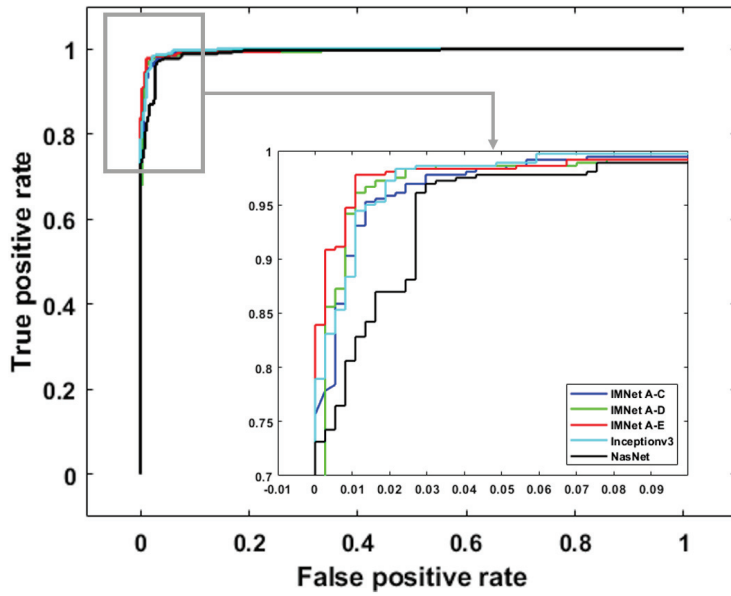 1
0.8
0.6
0.4
0.2
0
True positive rate
0 0.2 0.4 0.6 0.8 1
False positive rate
1
0.95
0.9
0.85
0.8
0.75
0.7
-0.01 0 0.01 0.02 0.03 0.04 0.05 0.06 0.07 0.08 0.09
IMNet A-C
IMNet A-D
IMNet A-E
Inceptionv3
NasNet